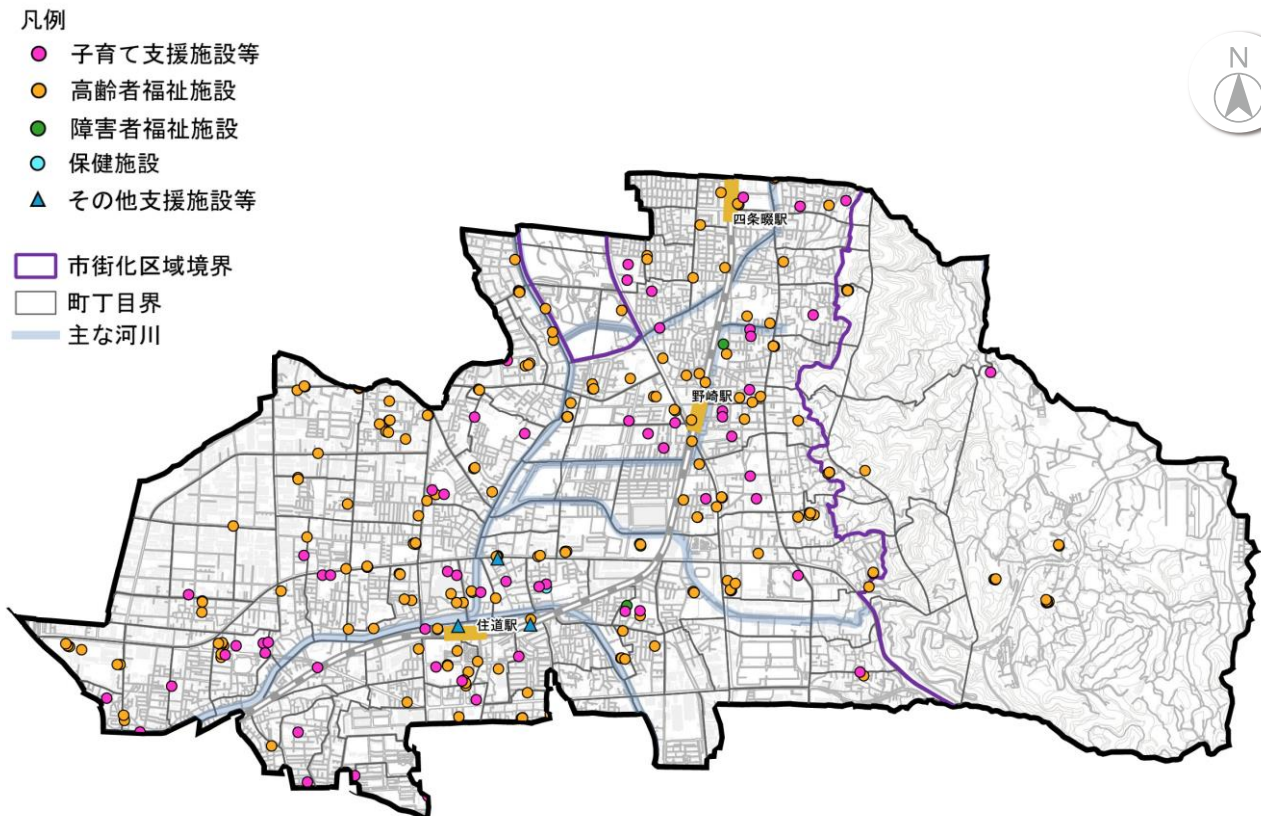 凡例
子育て支援施設等
高齢者福祉施設
障害者福祉施設
保健施設
その他支援施設等
市街化区域境界
町丁目界
主な河川
N
四条畷駅
野崎駅
住道駅